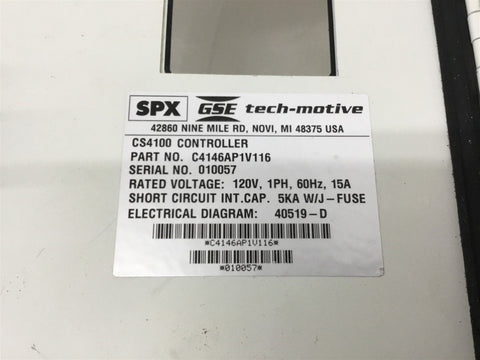 SPX GSE tech-motive
42860 NINE MILE RD, NOVI, MI 48375 USA
CS4100 CONTROLLER
PART NO. C4146AP1V116
SERIAL NO. 010057
RATED VOLTAGE: 120V, 1PH, 60Hz, 15A
SHORT CIRCUIT INT.CAP. 5KA W/J-FUSE
ELECTRICAL DIAGRAM: 40519-D
*C4146AP1V116*
*010057*